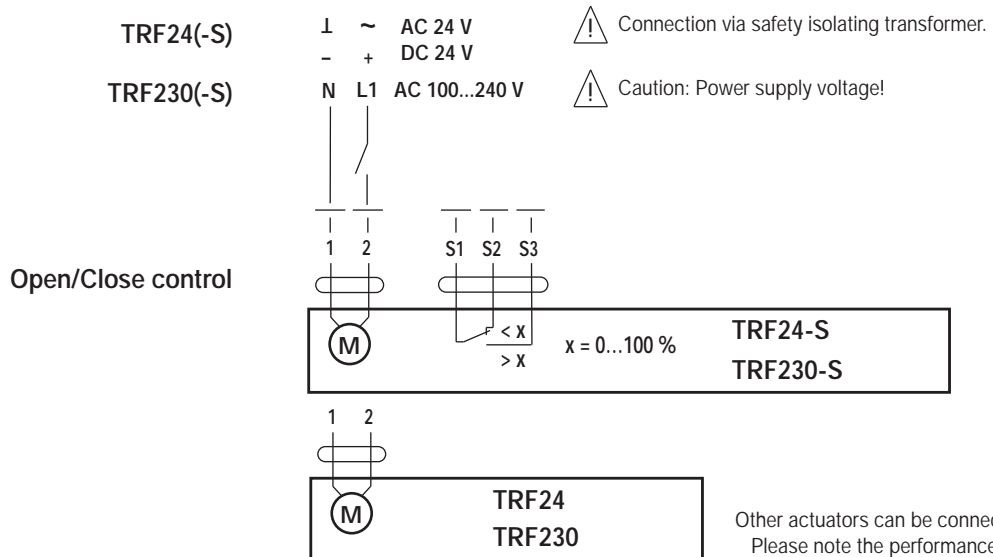 TRF24(-S) ⊥ ~ AC 24 V Connection via safety isolating transformer.
– + DC 24 V
TRF230(-S) N L1 AC 100...240 V Caution: Power supply voltage!
1 2 S1 S2 S3
Open/Close control
M < x x = 0...100 % TRF24-S
> x TRF230-S
1 2
M TRF24
TRF230
Other actuators can be
Please note the performance